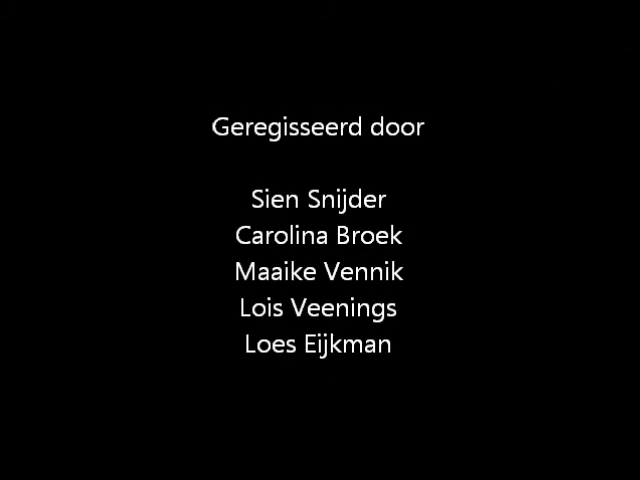 Geregisseerd door
Sien Snijder
Carolina Broek
Maaike Vennik
Lois Veenings
Loes Eijkman